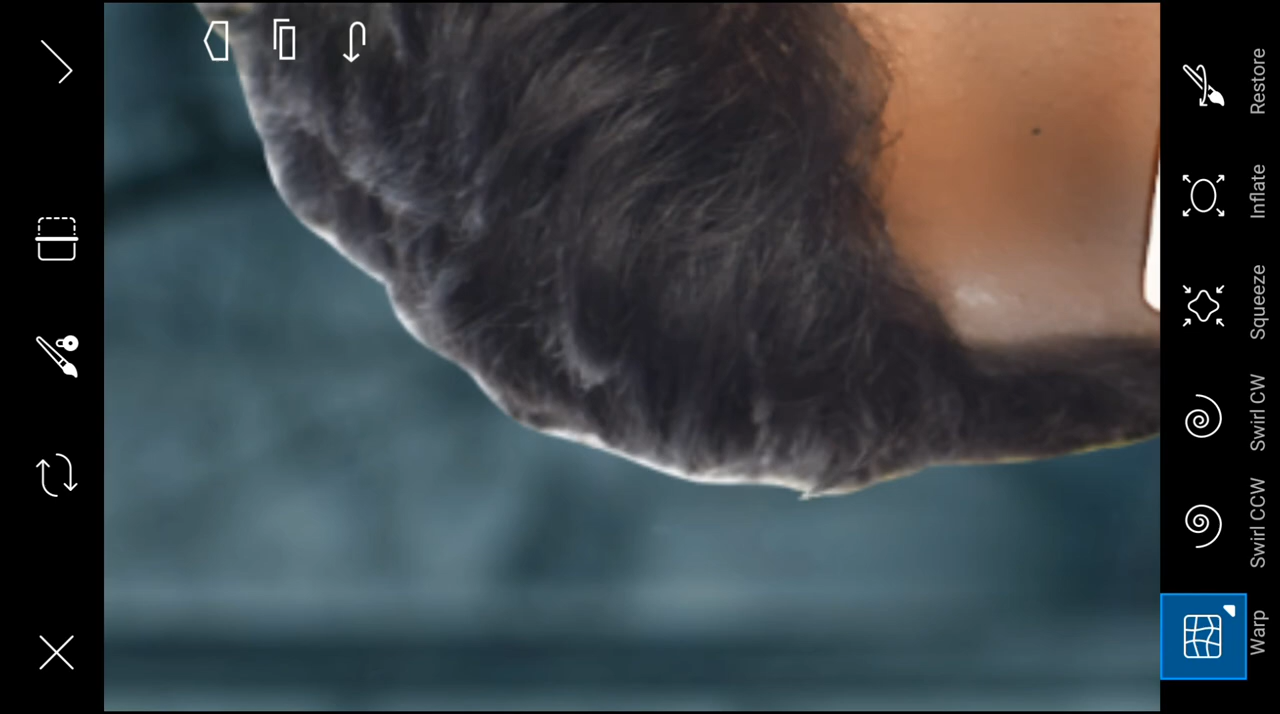 Restore
Inflate
Squeeze
Swirl CW
Swirl CCW
Warp